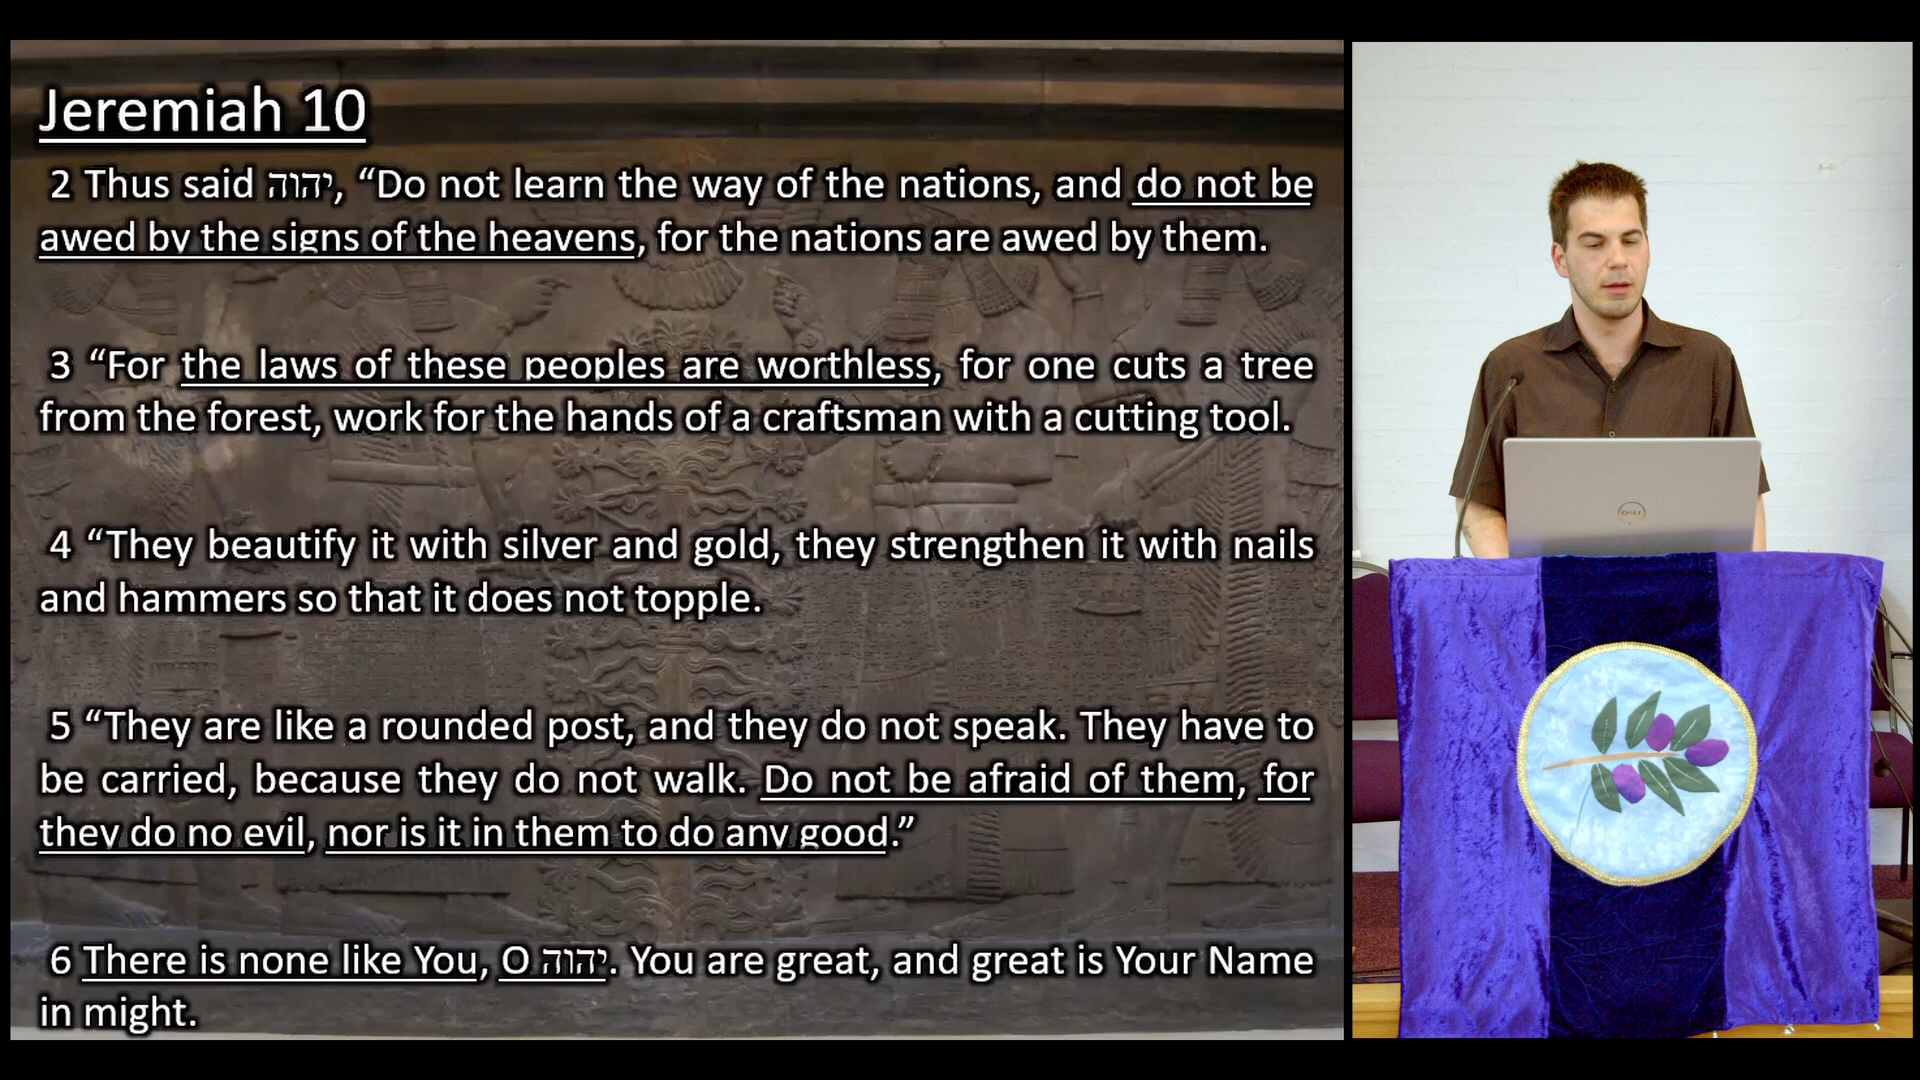 Jeremiah 10
2 Thus said יהוה, “Do not learn the way of the nations, and do not be
awed by the signs of the heavens, for the nations are awed by them.
3 “For the laws of these peoples are worthless, for one cuts a tree
from the forest, work for the hands of a craftsman with a cutting tool.
4 “They beautify it with silver and gold, they strengthen it with nails
and hammers so that it does not topple.
5 “They are like a rounded post, and they do not speak. They have to
be carried, because they do not walk. Do not be afraid of them, for
they do no evil, nor is it in them to do any good.”
6 There is none like You, O יהוה. You are great, and great is Your Name
in might.
DELL